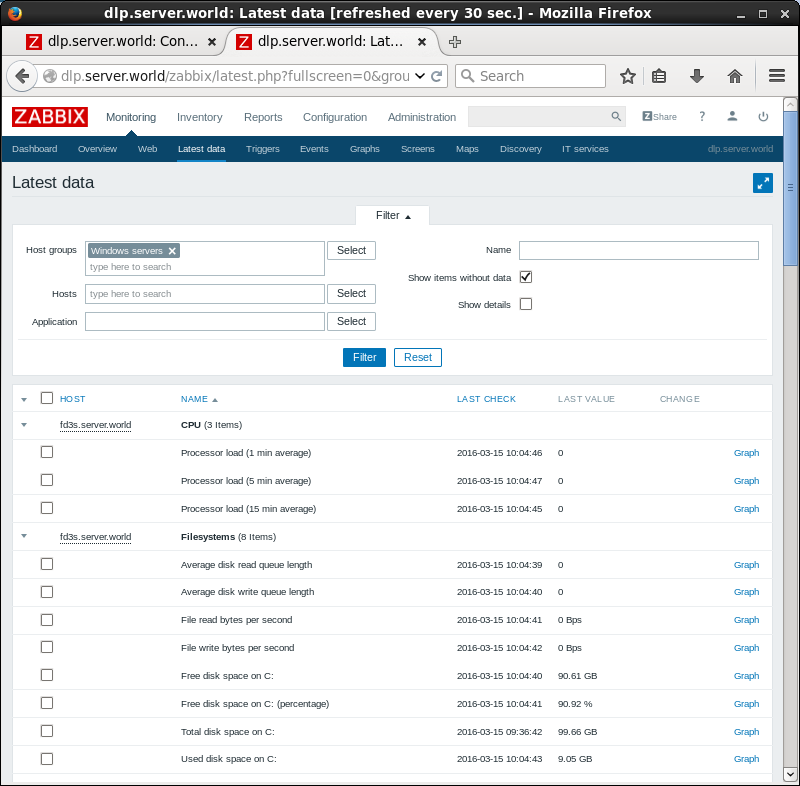 dlp.server.world: Latest data [refreshed every 30 sec.] - Mozilla Firefox
dlp.server.world: Con... dlp.server.world: Lat...
dlp.server.world/zabbix/latest.php?fullscreen=0&grou Search
ZABBIX Monitoring Inventory Reports Configuration Administration Z Share ?
Dashboard Overview Web Latest data Triggers Events Graphs Screens Maps Discovery IT services dlp.server.world
Latest data
Filter
Host groups Windows servers Select Name
type here to search
Show items without data
Hosts type here to search Select
Show details
Application Select
Filter Reset
HOST NAME LAST CHECK LAST VALUE CHANGE
fd3s.server.world CPU (3 Items)
Processor load (1 min average) 2016-03-15 10:04:46 0 Graph
Processor load (5 min average) 2016-03-15 10:04:47 0 Graph
Processor load (15 min average) 2016-03-15 10:04:45 0 Graph
fd3s.server.world Filesystems (8 Items)
Average disk read queue length 2016-03-15 10:04:39 0 Graph
Average disk write queue length 2016-03-15 10:04:40 0 Graph
File read bytes per second 2016-03-15 10:04:41 0 Bps Graph
File write bytes per second 2016-03-15 10:04:42 0 Bps Graph
Free disk space on C: 2016-03-15 10:04:40 90.61 GB Graph
Free disk space on C: (percentage) 2016-03-15 10:04:41 90.92 % Graph
Total disk space on C: 2016-03-15 09:36:42 99.66 GB Graph
Used disk space on C: 2016-03-15 10:04:43 9.05 GB Graph